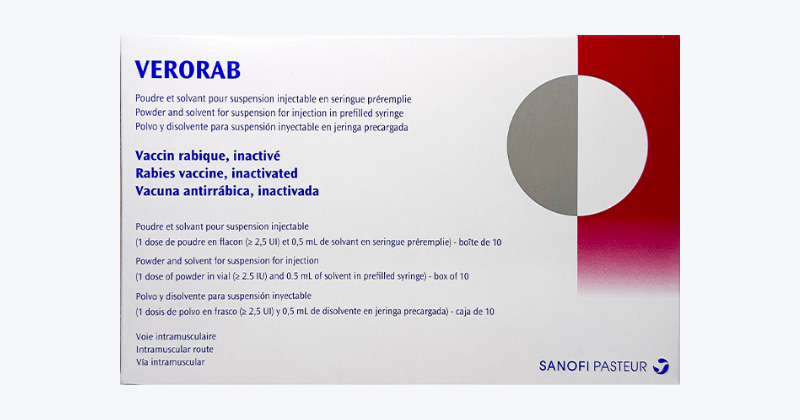 VERORAB
Poudre et solvant pour suspension injectable en seringue préremplie
Powder and solvent for suspension for injection in prefilled syringe
Polvo y disolvente para suspensión inyectable en jeringa precargada
Vaccin rabique, inactivé
Rabies vaccine, inactivated
Vacuna antirrábica, inactivada
Poudre et solvant pour suspension injectable
(1 dose de poudre en flacon (≥ 2,5 UI) et 0,5 mL de solvant en seringue préremplie) - boîte de 10
Powder and solvent for suspension for injection
(1 dose of powder in vial (≥ 2.5 IU) and 0.5 mL of solvent in prefilled syringe) - box of 10
Polvo y disolvente para suspensión inyectable
(1 dosis de polvo en frasco (≥ 2,5 UI) y 0,5 mL de disolvente en jeringa precargada) - caja de 10
Voie intramusculaire
Intramuscular route
Vía intramuscular
SANOFI PASTEUR